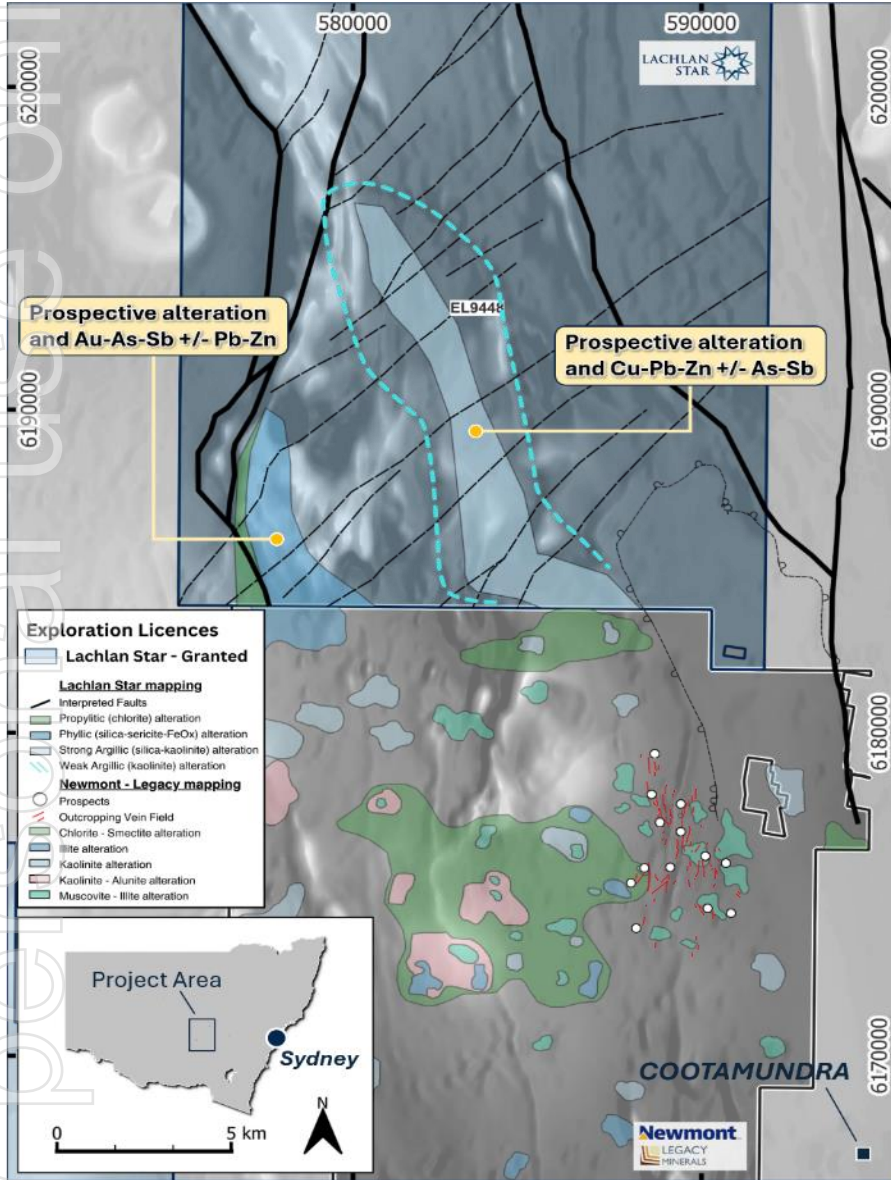 580000
590000
6200000
6200000
LACHLAN
STAR
EL9448
Prospective alteration
and Au-As-Sb +/- Pb-Zn
Prospective alteration
and Cu-Pb-Zn +/- As-Sb
6190000
6190000
Exploration Licences
Lachlan Star - Granted
Lachlan Star mapping
Interpreted Faults
Propylitic (chlorite) alteration
Phyllic (silica-sericite-FeOx) alteration
Strong Argillic (silica-kaolinite) alteration
Weak Argillic (kaolinite) alteration
Newmont - Legacy mapping
Prospects
Outcropping Vein Field
Chlorite - Smectite alteration
Illite alteration
Kaolinite alteration
Kaolinite - Alunite alteration
Muscovite - Illite alteration
6180000
Project Area
Sydney
N
0 5 km
6170000
COOTAMUNDRA
Newmont
LEGACY
MINERALS
personal use onl